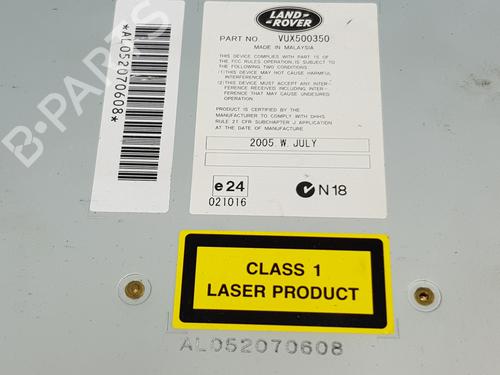 LAND-
ROVER
PART NO. VUX500350
MADE IN MALAYSIA
THIS DEVICE COMPLIES WITH PART 15 OF
THE FCC RULES OPERATION, IS SUBJECT TO
THE FOLLOWING TWO CONDITIONS:
(1)THIS DEVICE MAY NOT CAUSE HARMFUL
INTERFERENCE
(2)THIS DEVICE MUST ACCEPT ANY INTER-
FERENCE RECEIVED INCLUDING INTER-
FERENCE THAT MAY CAUSE UNDESIRED
OPERATION.
PRODUCT IS CERTIFIED BY THE
MANUFACTURER TO COMPLY WITH DHHS
RULE 21 CFR SUBCHAPTER J APPLICATION
AT THE DATE OF MANUFACTURE.
2005.W.JULY
e24
021016
N18
*AL052070608*
B PARTS
CLASS 1
LASER PRODUCT
AL052070608